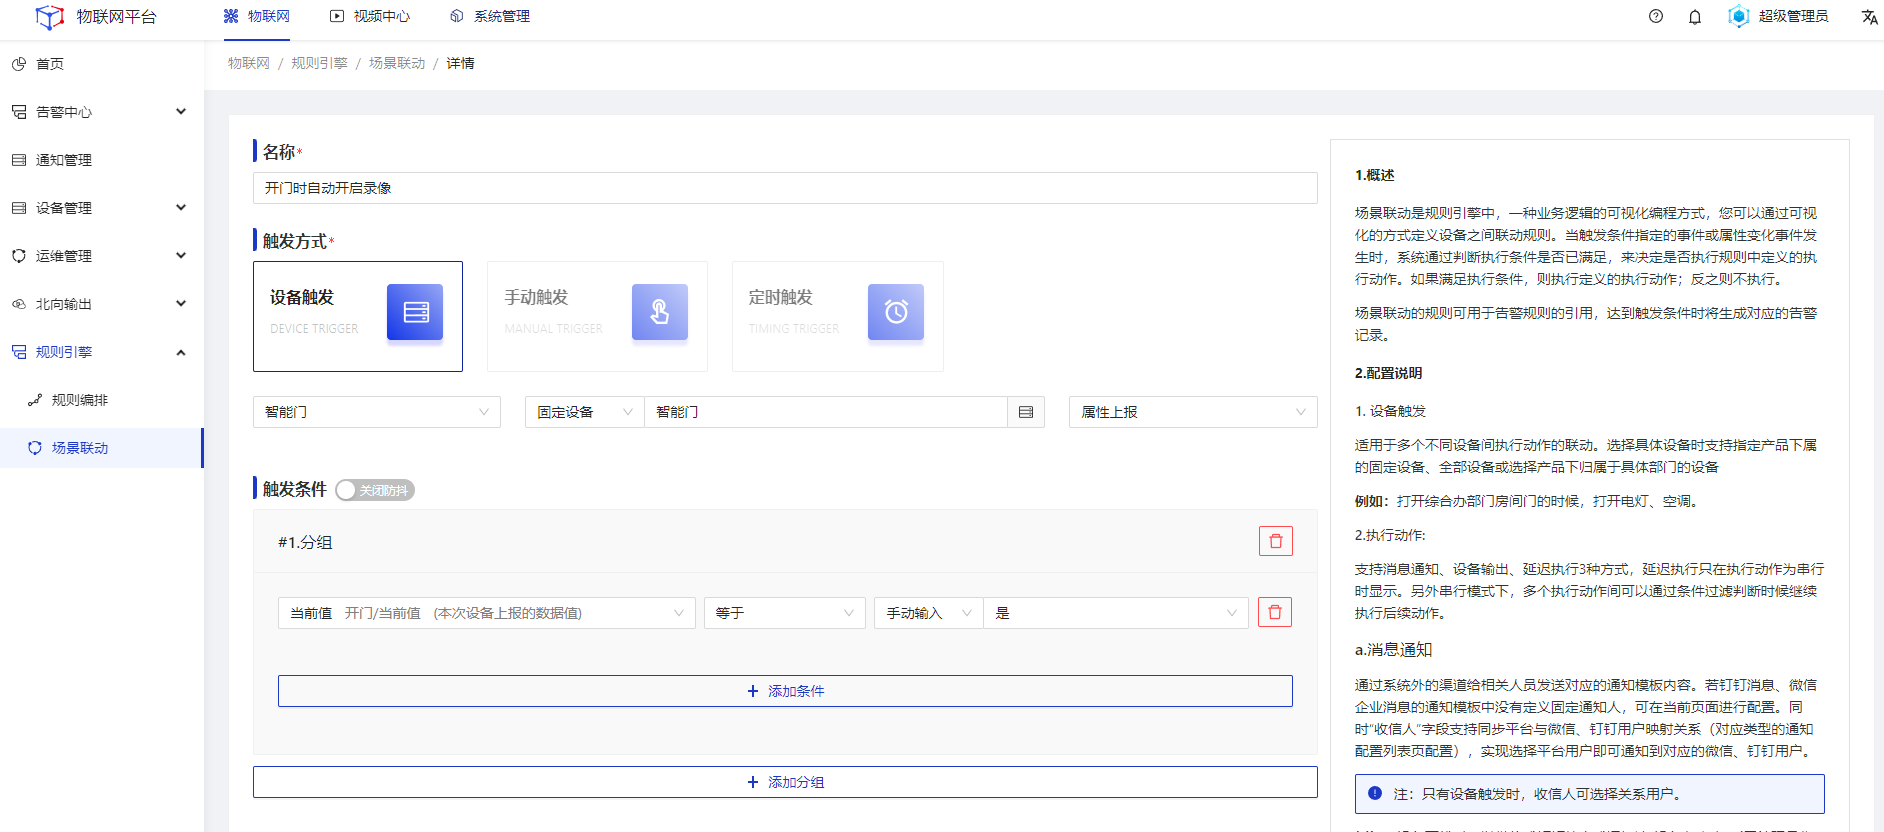 物联网平台
物联网
视频中心
系统管理
超级管理员
首页
告警中心
通知管理
设备管理
运维管理
北向输出
规则引擎
规则编排
场景联动
物联网 / 规则引擎 / 场景联动 / 详情
名称*
开门时自动开启录像
触发方式*
设备触发
DEVICE TRIGGER
手动触发
MANUAL TRIGGER
定时触发
TIMING TRIGGER
智能门
固定设备
智能门
属性上报
触发条件 关闭防抖
#1.分组
当前值 开门/当前值 (本次设备上报的数据值)
等于
手动输入
是
+ 添加条件
+ 添加分组
1.概述
场景联动是规则引擎中，一种业务逻辑的可视化编程方式，您可以通过可视
化的方式定义设备之间联动规则。当触发条件指定的事件或属性变化事件发
生时，系统通过判断执行条件是否已满足，来决定是否执行规则中定义的执
行动作。如果满足执行条件，则执行定义的执行动作；反之则不执行。
场景联动的规则可用于告警规则的引用，达到触发条件时将生成对应的告警
记录。
2.配置说明
1. 设备触发
适用于多个不同设备间执行动作的联动。选择具体设备时支持指定产品下属
的固定设备、全部设备或选择产品下归属于具体部门的设备
例如：打开综合办部门房间门的时候，打开电灯、空调。
2.执行动作:
支持消息通知、设备输出、延迟执行3种方式，延迟执行只在执行动作为串行
时显示。另外串行模式下，多个执行动作间可以通过条件过滤判断时候继续
执行后续动作。
a.消息通知
通过系统外的渠道给相关人员发送对应的通知模板内容。若钉钉消息、微信
企业消息的通知模板中没有定义固定通知人，可在当前页面进行配置。同
时“收信人”字段支持同步平台与微信、钉钉用户映射关系（对应类型的通知
配置列表页配置），实现选择平台用户即可通知到对应的微信、钉钉用户。
注：只有设备触发时，收信人可选择关系用户。